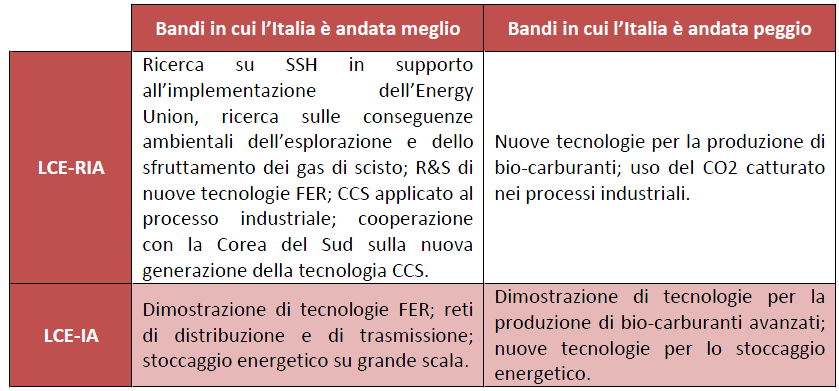 Bandi in cui l’Italia è andata meglio
Bandi in cui l’Italia è andata peggio
LCE-RIA
Ricerca su SSH in supporto
all’implementazione dell’Energy
Union, ricerca sulle conseguenze
ambientali dell’esplorazione e dello
sfruttamento dei gas di scisto; R&S di
nuove tecnologie FER; CCS applicato al
processo industriale; cooperazione
con la Corea del Sud sulla nuova
generazione della tecnologia CCS.
Nuove tecnologie per la produzione di
bio-carburanti; uso del CO2 catturato
nei processi industriali.
LCE-IA
Dimostrazione di tecnologie FER; reti
di distribuzione e di trasmissione;
stoccaggio energetico su grande scala.
Dimostrazione di tecnologie per la
produzione di bio-carburanti avanzati;
nuove tecnologie per lo stoccaggio
energetico.